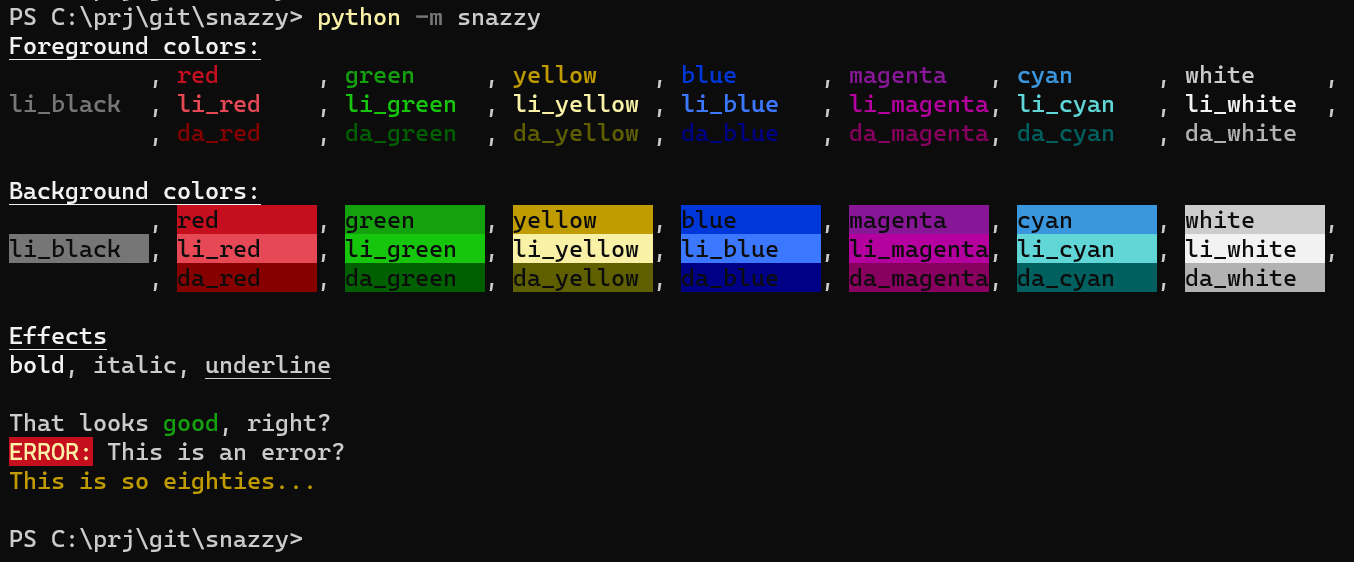 PS C:\prj\git\snazzy> python -m snazzy
Foreground colors:
, red , green , yellow , blue , magenta , cyan , white ,
li_black , li_red , li_green , li_yellow , li_blue , li_magenta, li_cyan , li_white ,
, da_red , da_green , da_yellow , da_blue , da_magenta, da_cyan , da_white
Background colors:
, red , green , yellow , blue , magenta , cyan , white ,
li_black , li_red , li_green , li_yellow , li_blue , li_magenta, li_cyan , li_white ,
, da_red , da_green , da_yellow , da_blue , da_magenta, da_cyan , da_white
Effects
bold, italic, underline
That looks good, right?
ERROR: This is an error?
This is so eighties...
PS C:\prj\git\snazzy>